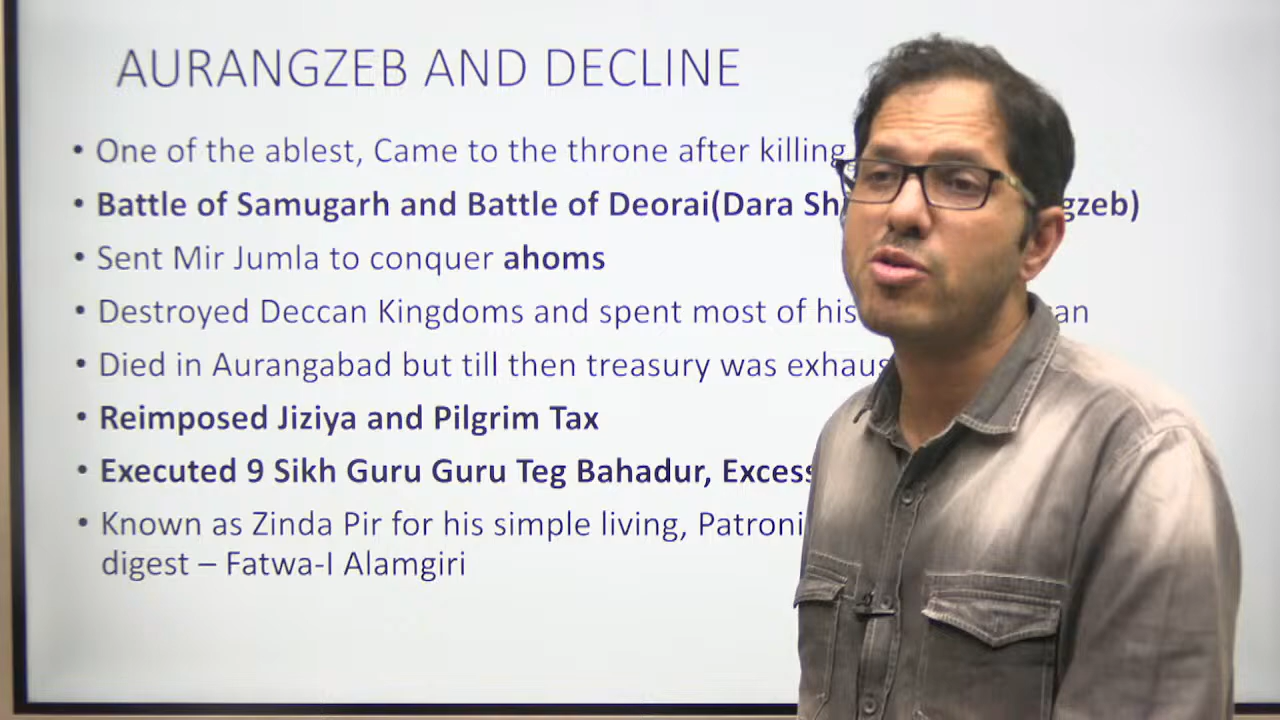 AURANGZEB AND DECLINE
• One of the ablest, Came to the throne after killing
• Battle of Samugarh and Battle of Deorai(Dara Sh gzeb)
• Sent Mir Jumla to conquer ahoms
• Destroyed Deccan Kingdoms and spent most of his an
• Died in Aurangabad but till then treasury was exhaus
• Reimposed Jiziya and Pilgrim Tax
• Executed 9 Sikh Guru Guru Teg Bahadur, Excess
• Known as Zinda Pir for his simple living, Patroni
digest – Fatwa-I Alamgiri